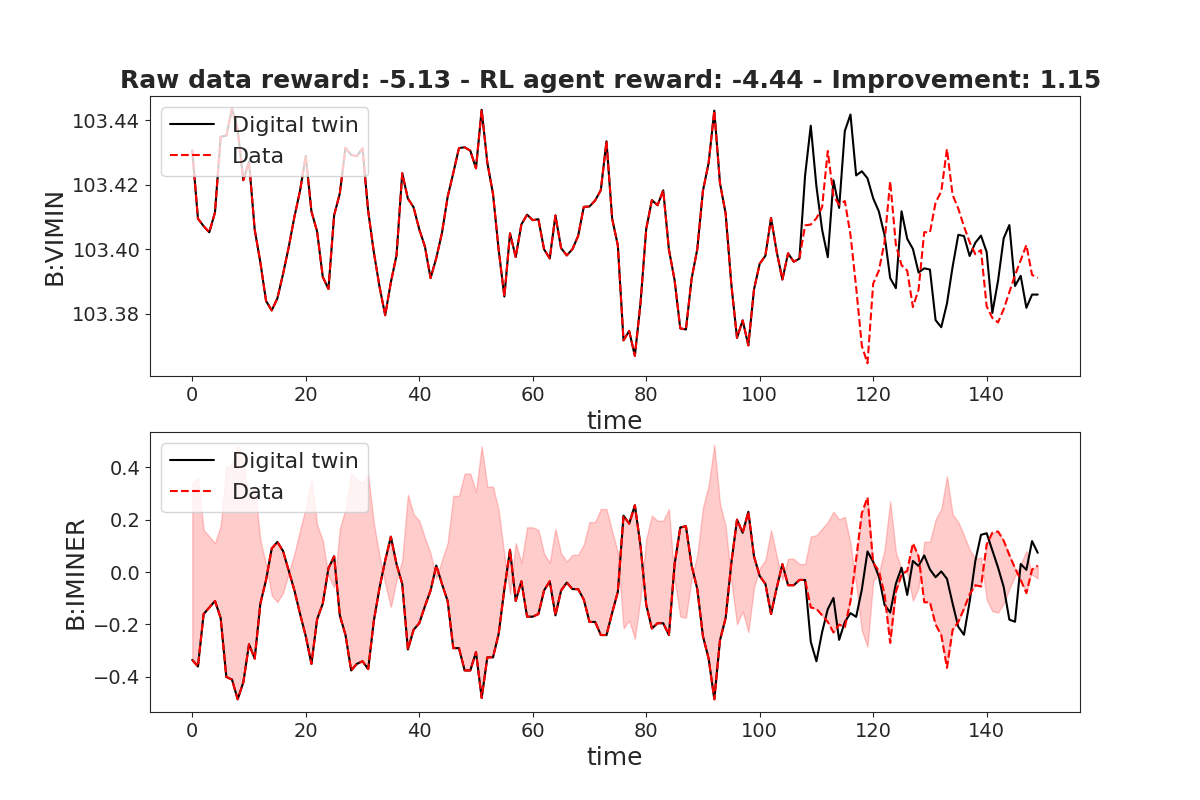 Raw data reward: -5.13 - RL agent reward: -4.44 - Improvement: 1.15
103.44
103.42
103.40
103.38
B:VIMIN
Digital twin
Data
0 20 40 60 80 100 120 140
time
0.4
0.2
0.0
−0.2
−0.4
B:IMINER
Digital twin
Data
0 20 40 60 80 100 120 140
time